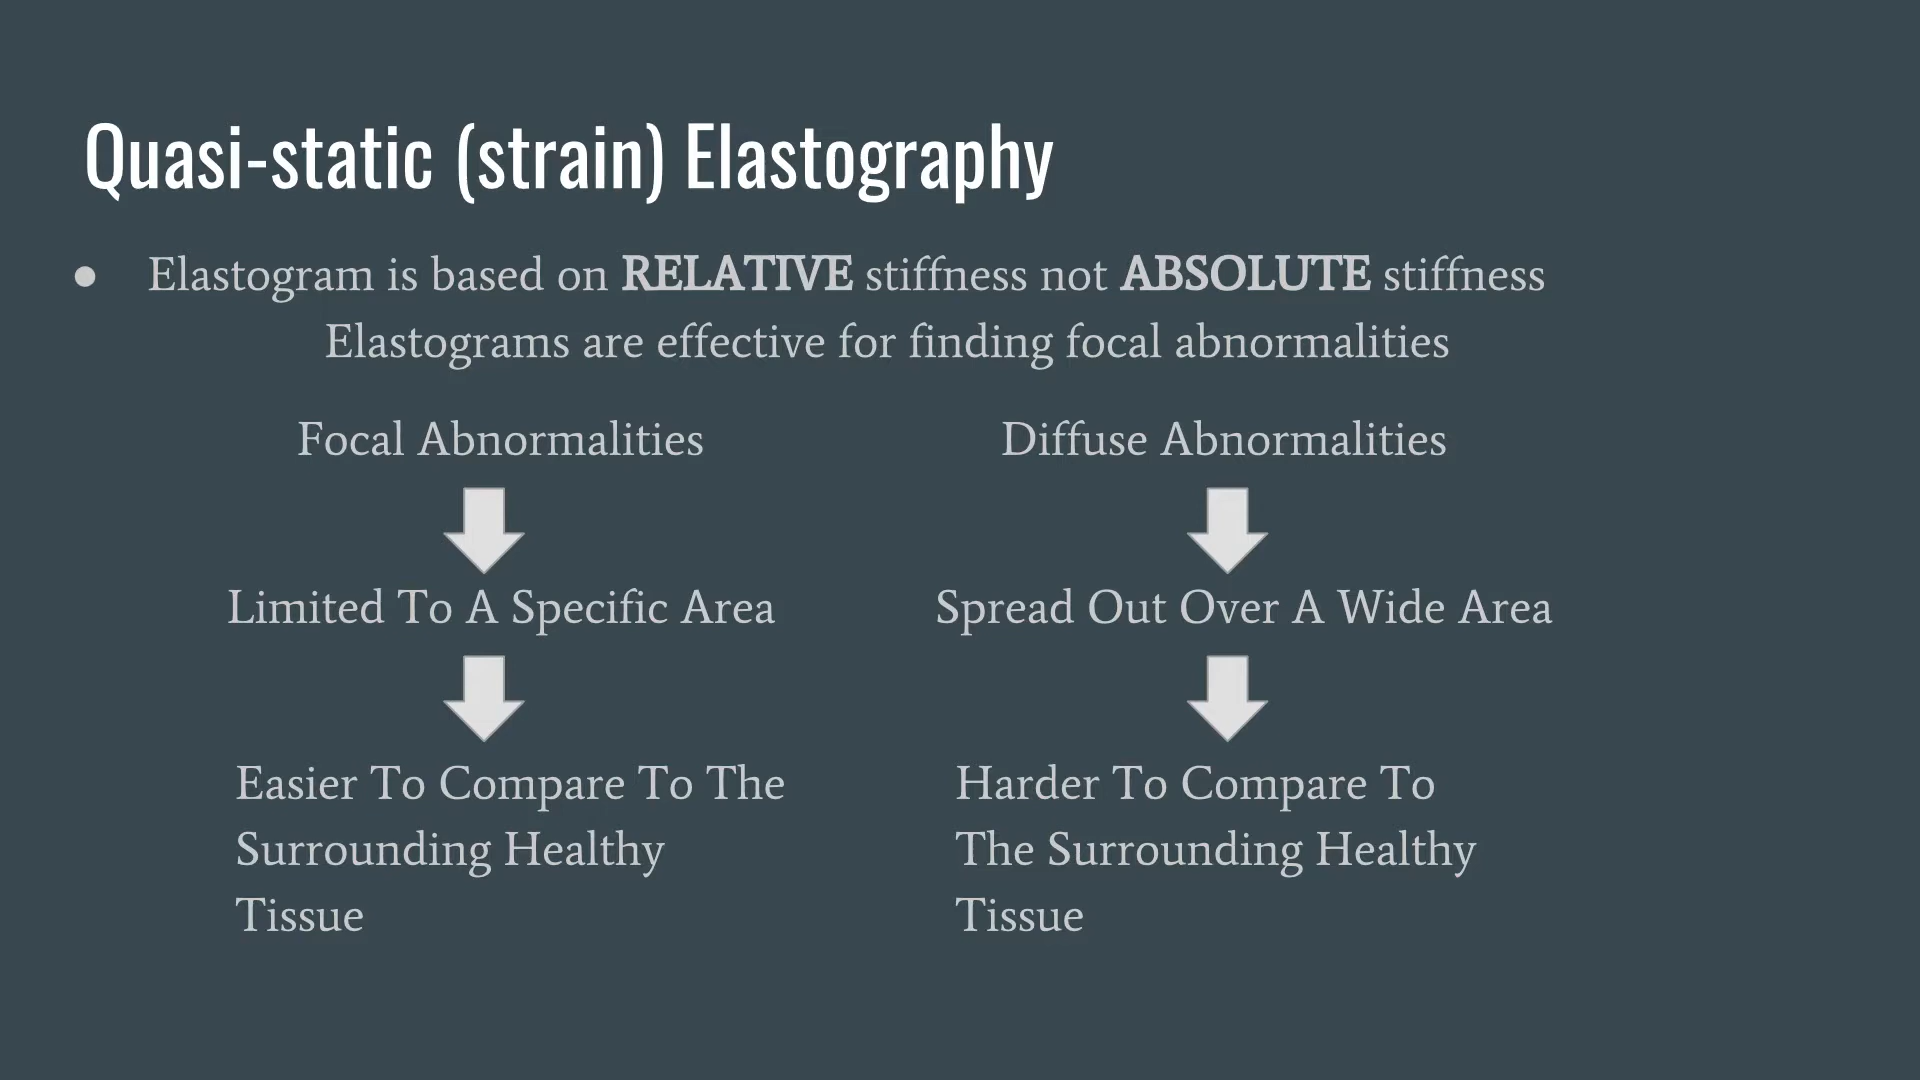 Quasi-static (strain) Elastography
● Elastogram is based on RELATIVE stiffness not ABSOLUTE stiffness
Elastograms are effective for finding focal abnormalities
Focal Abnormalities
Limited To A Specific Area
Easier To Compare To The
Surrounding Healthy
Tissue
Diffuse Abnormalities
Spread Out Over A Wide Area
Harder To Compare To
The Surrounding Healthy
Tissue